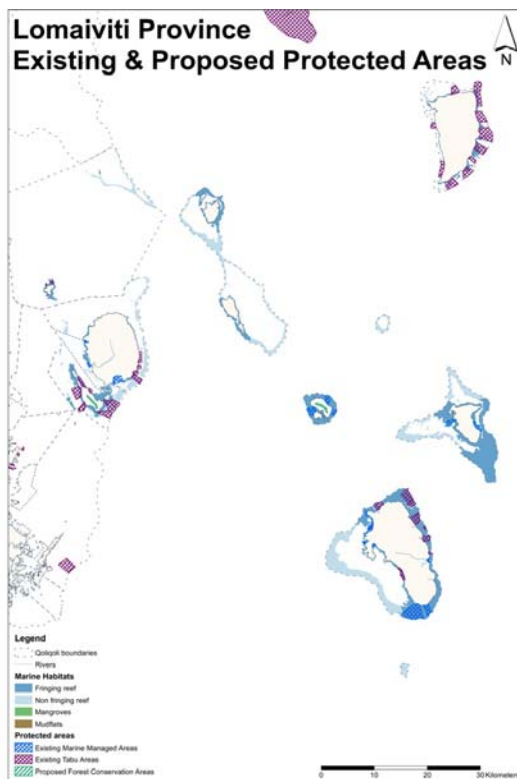 Lomaiviti Province
Existing & Proposed Protected Areas
N
Legend
Qoliqoli boundaries
Rivers
Marine Habitats
Fringing reef
Non fringing reef
Mangroves
Mudflats
Protected areas
Existing Marine Managed Areas
Existing Tabu Areas
Proposed Forest Conservation Areas
0 10 20 30 Kilometers